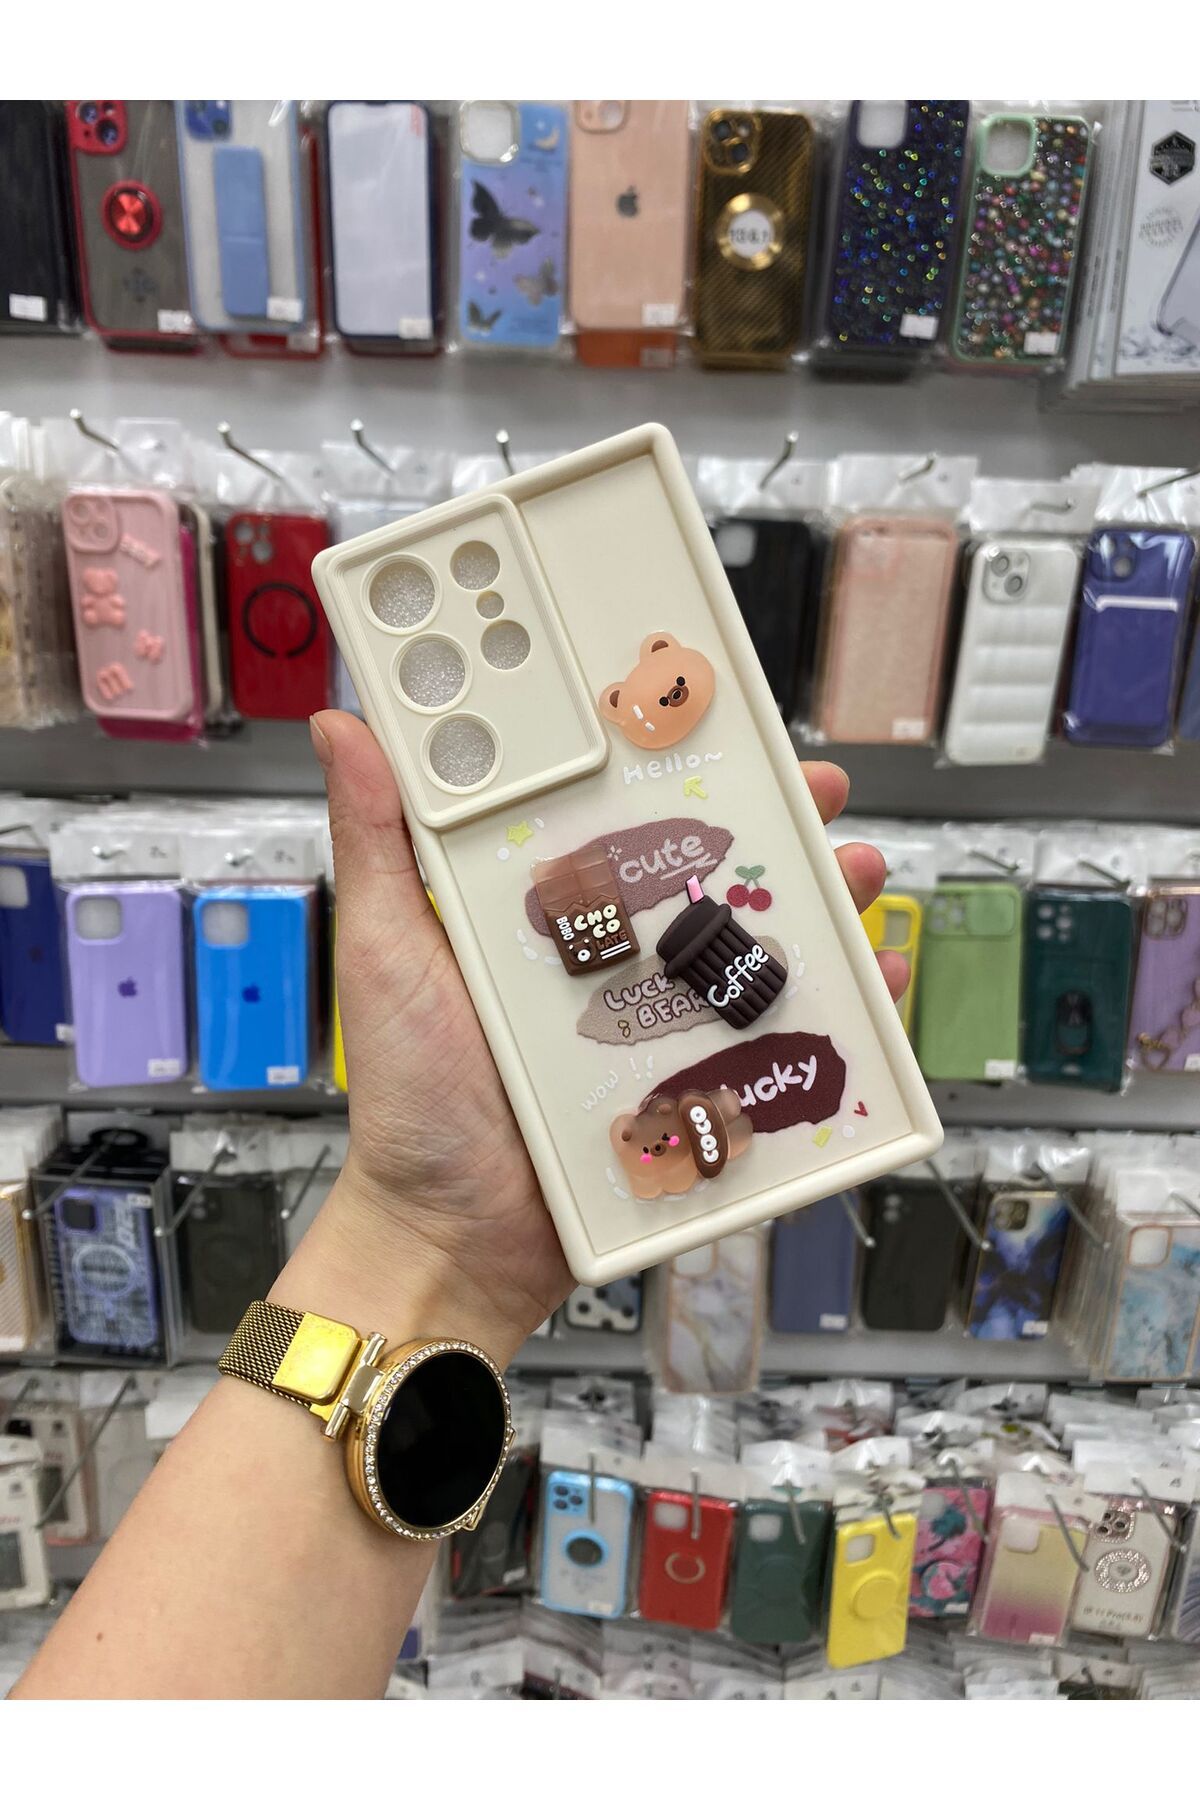 Hello~
cute
BOBO
CHO
CO
LATE
Coffee
LUCK
BEAR
wow !!
lucky
COCO